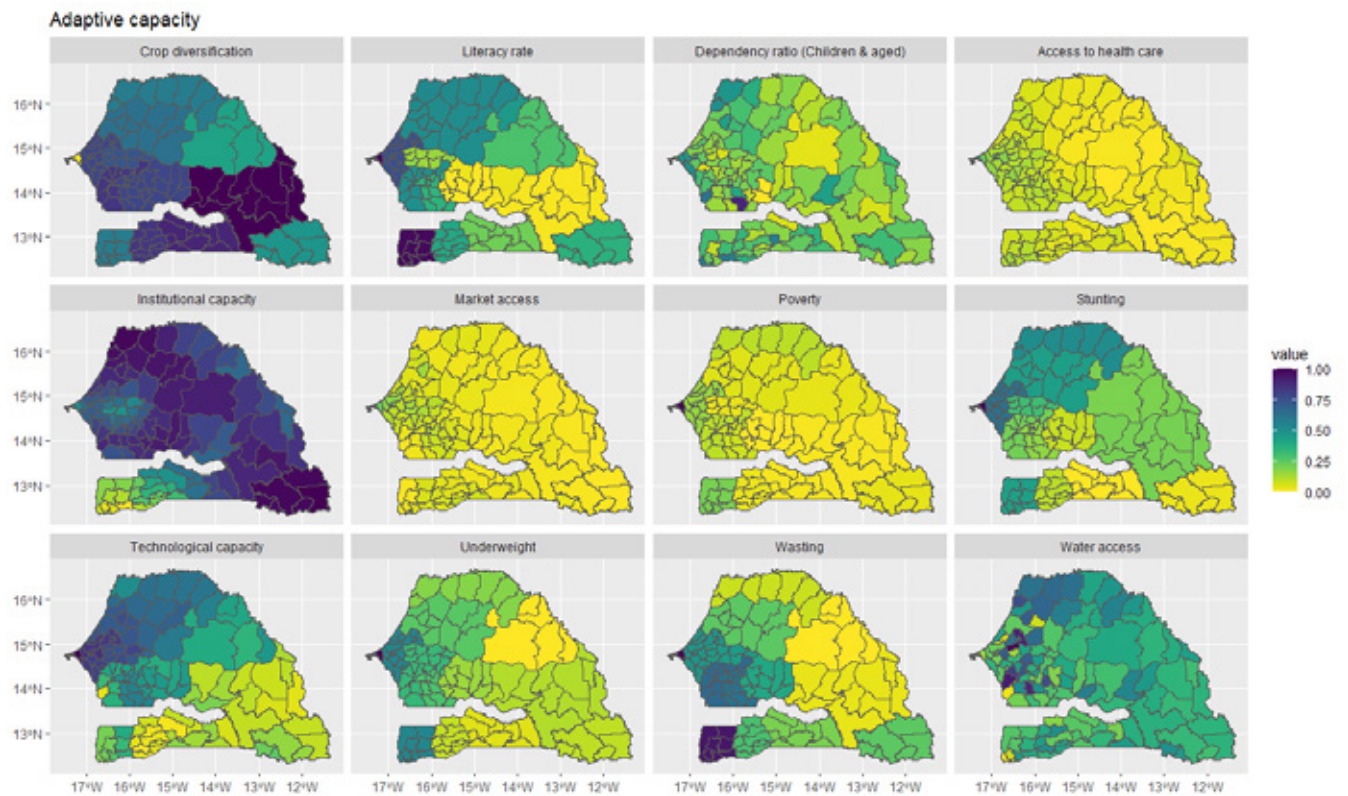 Adaptive capacity
Crop diversification
Literacy rate
Dependency ratio (Children & aged)
Access to health care
16°N
15°N
14°N
13°N
Institutional capacity
Market access
Poverty
Stunting
16°N
15°N
14°N
13°N
value
1.00
0.75
0.50
0.25
0.00
Technological capacity
Underweight
Wasting
Water access
16°N
15°N
14°N
13°N
17°W 16°W 15°W 14°W 13°W 12°W 17°W 16°W 15°W 14°W 13°W 12°W 17°W 16°W 15°W 14°W 13°W 12°W 17°W 16°W 15°W 14°W 13°W 12°W